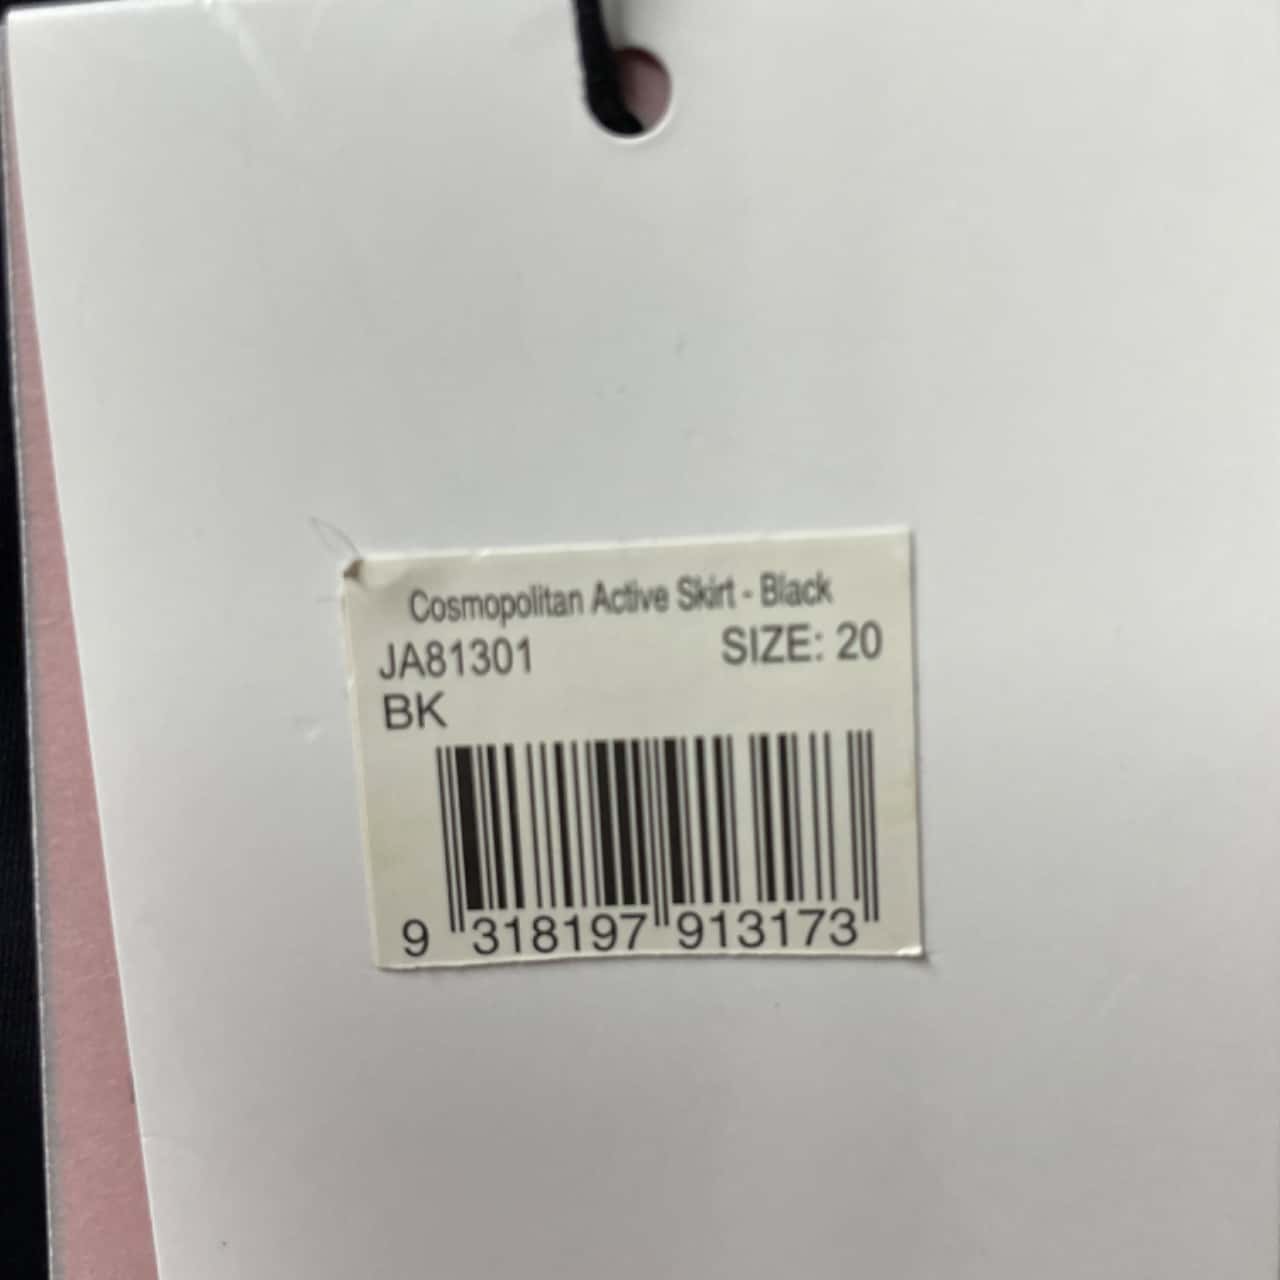 Cosmopolitan Active Skirt - Black
JA81301 SIZE: 20
BK
9 318197 913173